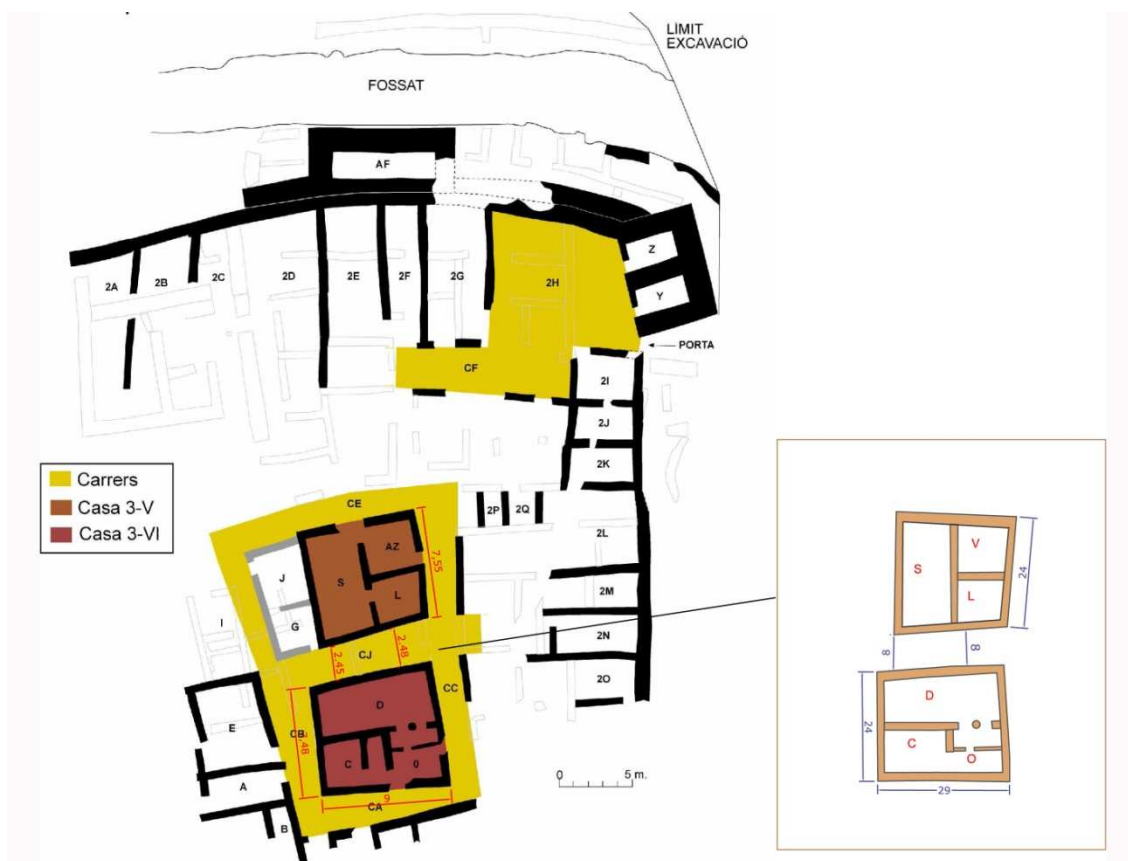 LÍMIT
EXCAVACIÓ
FOSSAT
AF
Z
Y
2A
2B
2C
2D
2E
2F
2G
2H
PORTA
CF
2I
2J
2K
Carrers
Casa 3-V
Casa 3-VI
CE
2P
2Q
2L
AZ
7,55
J
S
L
I
G
2M
2N
2O
CJ
2.45
2.48
CC
E
D
CB
C
O
A
9
CA
B
0 5 m.
V
S
L
24
8
8
D
24
C
O
29